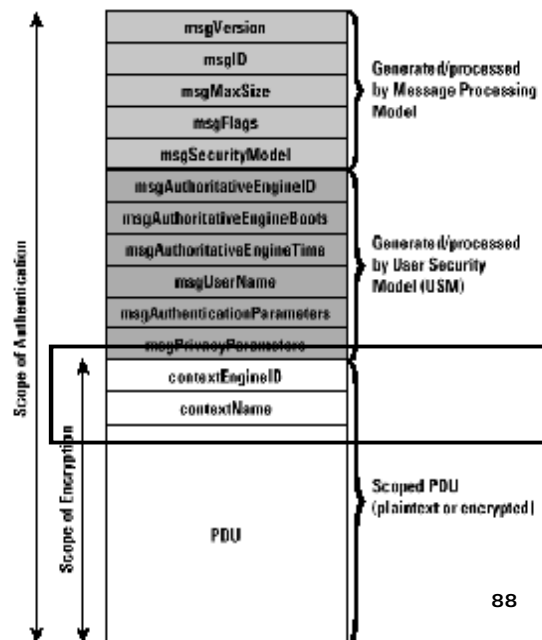 msgVersion
msgID
msgMaxSize
msgFlags
msgSecurityModel
Generated/processed
by Message Processing
Model
msgAuthoritativeEngineID
msgAuthoritativeEngineBoots
msgAuthoritativeEngineTime
msgUserName
msgAuthenticationParameters
msgPrivacyParameters
Generated/processed
by User Security
Model (USM)
contextEngineID
contextName
PDU
Scoped PDU
(plaintext or encrypted)
Scope of Authentication
Scope of Encryption
88